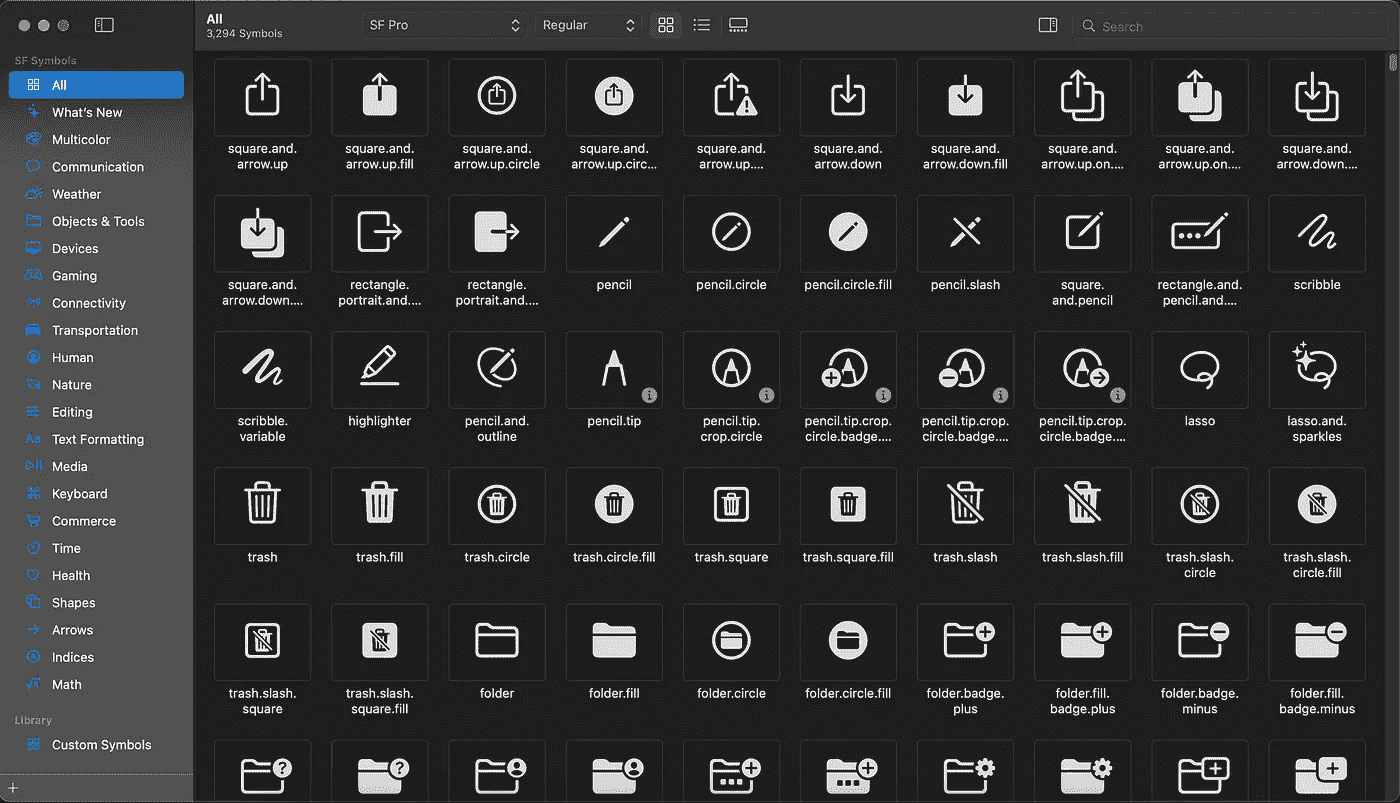 All
3,294 Symbols
SF Pro
Regular
Search
SF Symbols
All
What's New
Multicolor
Communication
Weather
Objects & Tools
Devices
Gaming
Connectivity
Transportation
Human
Nature
Editing
Text Formatting
Media
Keyboard
Commerce
Time
Health
Shapes
Arrows
Indices
Math
Library
Custom Symbols
square.and.
arrow.up
square.and.
arrow.up.fill
square.and.
arrow.up.circle
square.and.
arrow.up.circ...
square.and.
arrow.up....
square.and.
arrow.down
square.and.
arrow.down.fill
square.and.
arrow.up.on....
square.and.
arrow.up.on....
square.and.
arrow.down....
square.and.
arrow.down....
rectangle.
portrait.and....
rectangle.
portrait.and....
pencil
pencil.circle
pencil.circle.fill
pencil.slash
square.
and.pencil
rectangle.and.
pencil.and....
scribble
scribble.
variable
highlighter
pencil.and.
outline
pencil.tip
pencil.tip.
crop.circle
pencil.tip.crop.
circle.badge....
pencil.tip.crop.
circle.badge....
pencil.tip.crop.
circle.badge....
lasso
lasso.and.
sparkles
trash
trash.fill
trash.circle
trash.circle.fill
trash.square
trash.square.fill
trash.slash
trash.slash.fill
trash.slash.
circle
trash.slash.
circle.fill
trash.slash.
square
trash.slash.
square.fill
folder
folder.fill
folder.circle
folder.circle.fill
folder.badge.
plus
folder.fill.
badge.plus
folder.badge.
minus
folder.fill.
badge.minus